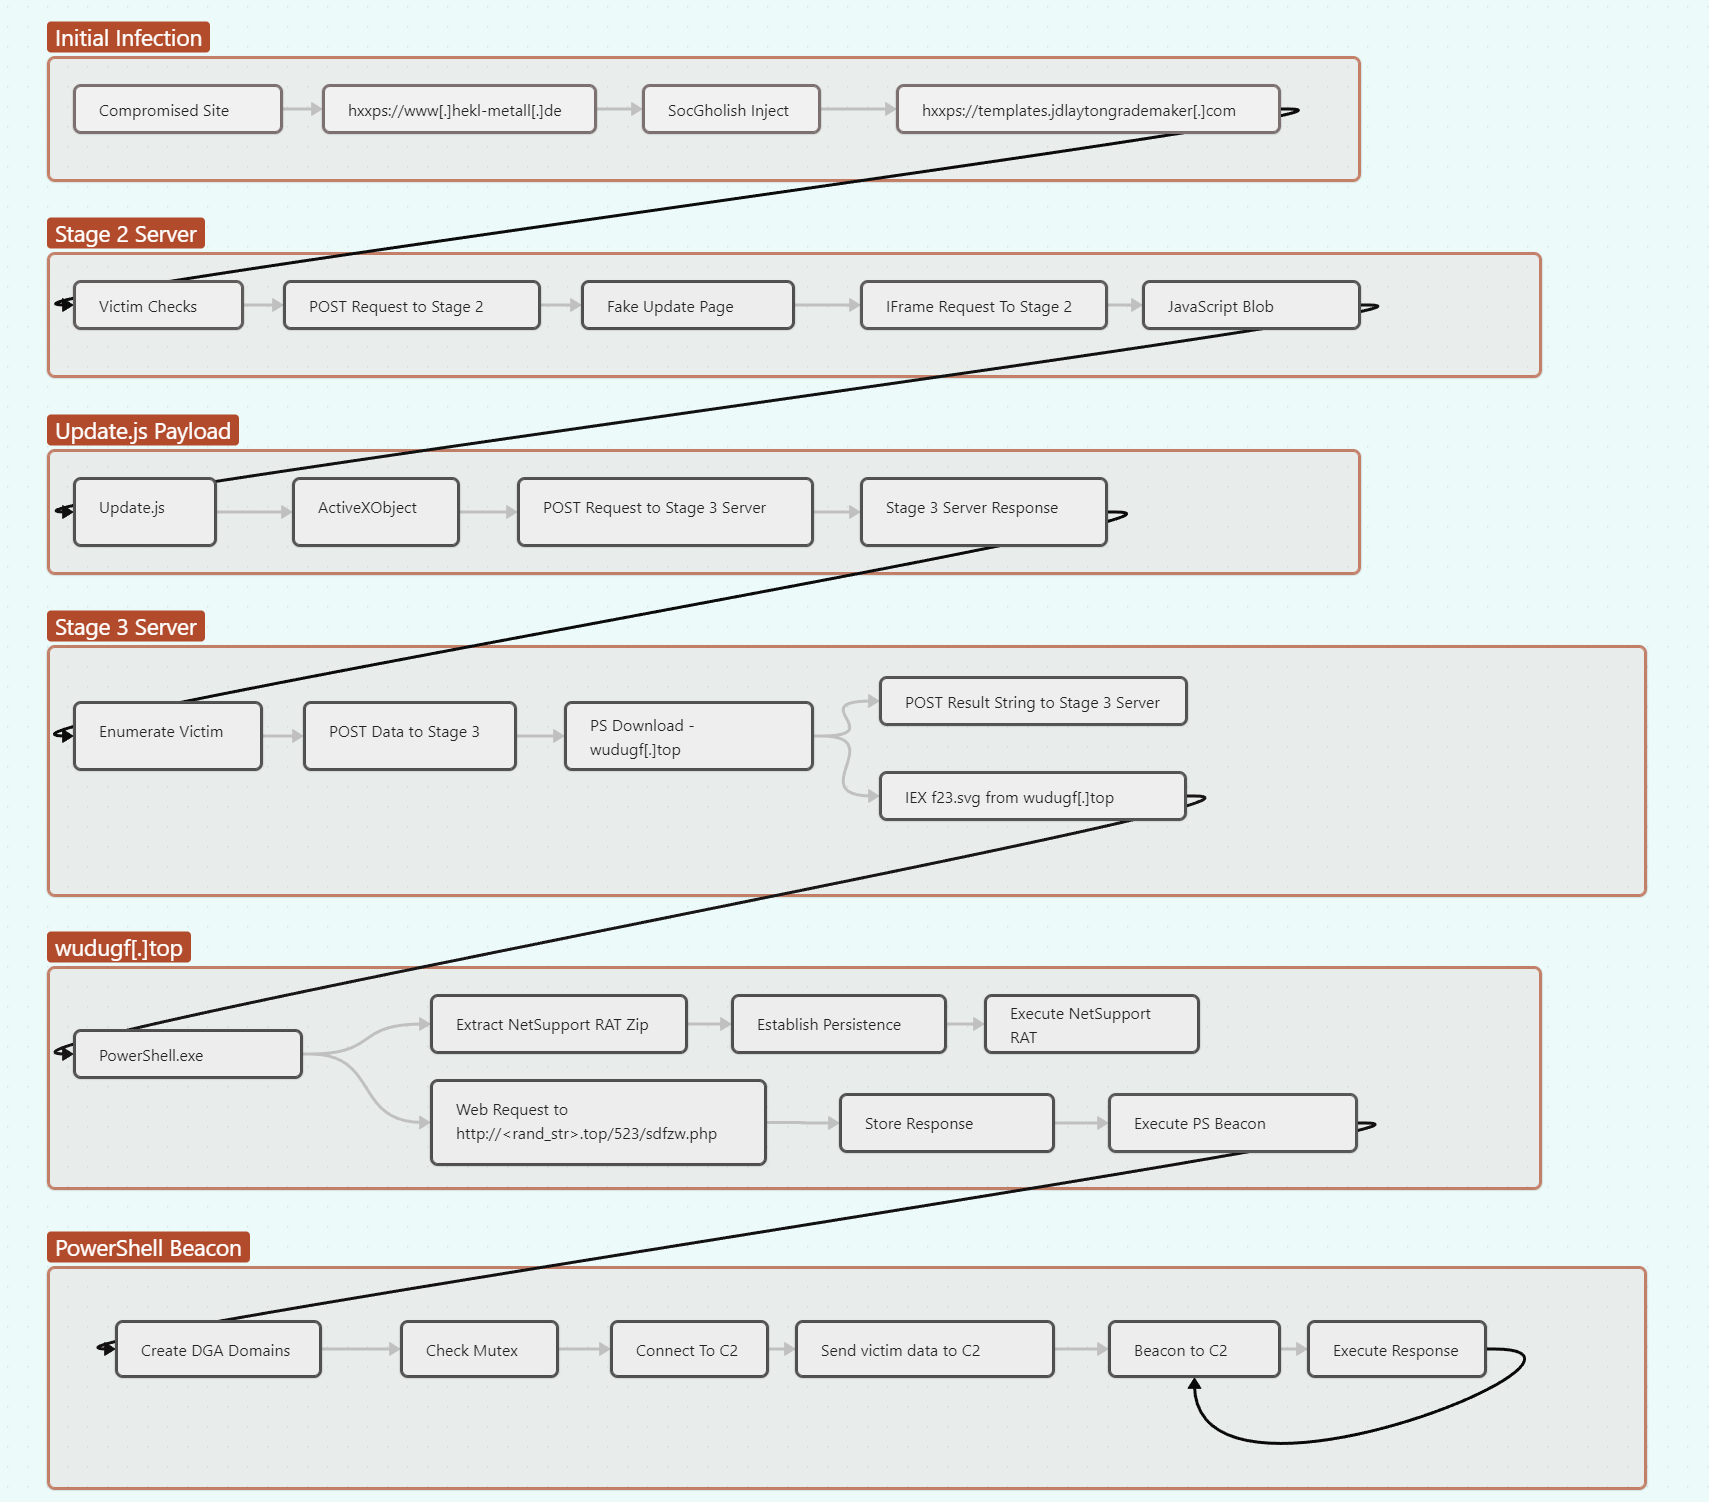 Initial Infection
Compromised Site
hxxps://www[.]hekl-metall[.]de
SocGholish Inject
hxxps://templates.jdlaytongrademaker[.]com
Stage 2 Server
Victim Checks
POST Request to Stage 2
Fake Update Page
IFrame Request To Stage 2
JavaScript Blob
Update.js Payload
Update.js
ActiveXObject
POST Request to Stage 3 Server
Stage 3 Server Response
Stage 3 Server
Enumerate Victim
POST Data to Stage 3
PS Download -
wudugf[.]top
POST Result String to Stage 3 Server
IEX f23.svg from wudugf[.]top
wudugf[.]top
PowerShell.exe
Extract NetSupport RAT Zip
Establish Persistence
Execute NetSupport
RAT
Web Request to
http://<rand_str>.top/523/sdfzw.php
Store Response
Execute PS Beacon
PowerShell Beacon
Create DGA Domains
Check Mutex
Connect To C2
Send victim data to C2
Beacon to C2
Execute Response